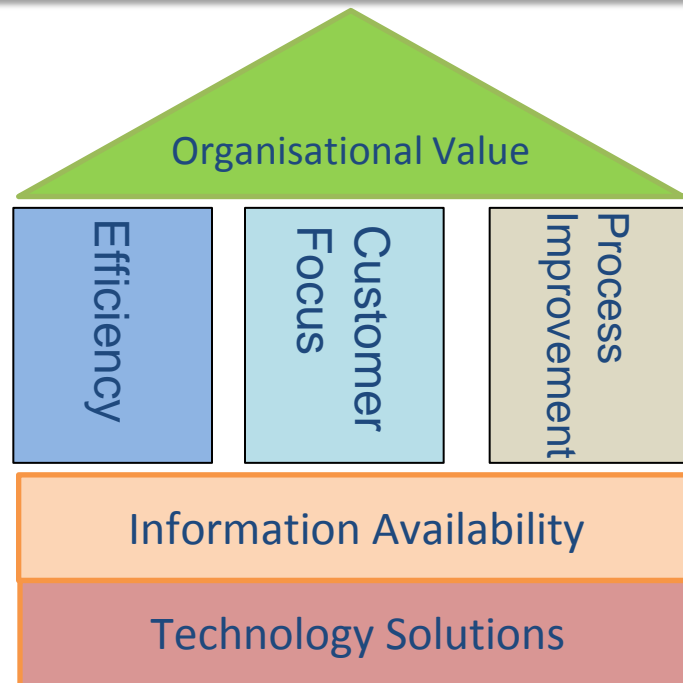 Organisational Value
Efficiency
Customer
Focus
Process
Improvement
Information Availability
Technology Solutions